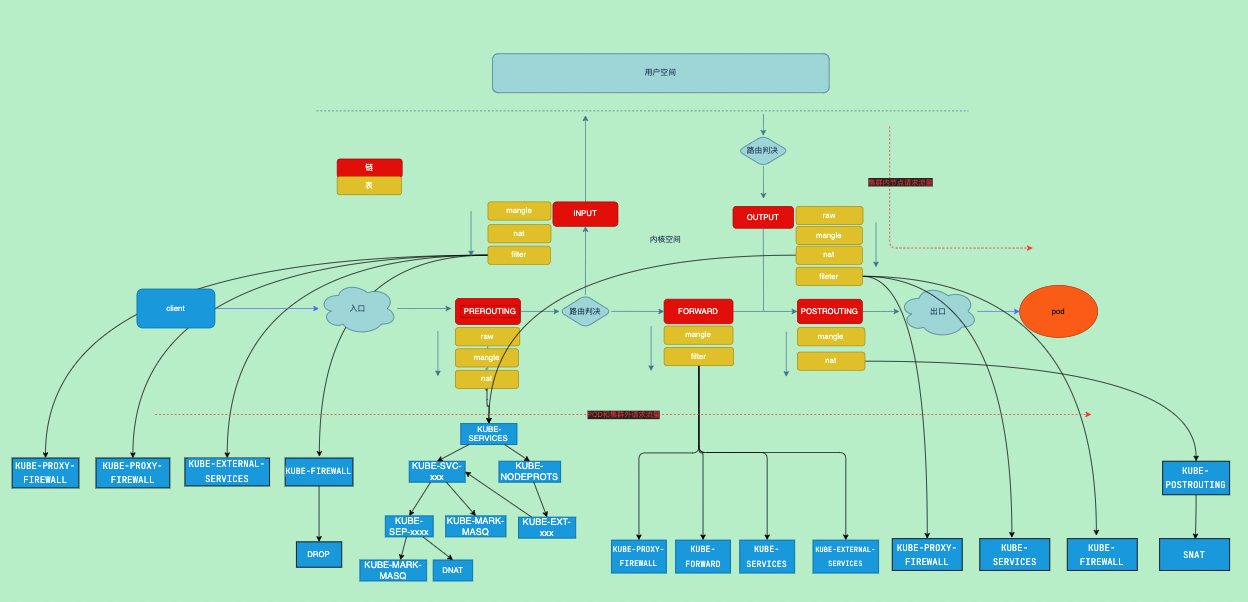 用户空间
路由判决
链
表
集群内节点请求流量
mangle
INPUT
OUTPUT
raw
nat
内核空间
mangle
filter
nat
fileter
client
入口
PREROUTING
路由判决
FORWARD
POSTROUTING
出口
pod
raw
mangle
mangle
mangle
filter
nat
nat
POD和集群外请求流量
KUBE-
SERVICES
KUBE-PROXY-
FIREWALL
KUBE-PROXY-
FIREWALL
KUBE-EXTERNAL-
SERVICES
KUBE-FIREWALL
KUBE-SVC-
xxx
KUBE-
NODEPROTS
KUBE-
POSTROUTING
KUBE-
SEP-xxxx
KUBE-MARK-
MASQ
KUBE-EXT-
xxx
DROP
KUBE-MARK-
MASQ
DNAT
KUBE-PROXY-
FIREWALL
KUBE-
FORWARD
KUBE-
SERVICES
KUBE-EXTERNAL-
SERVICES
KUBE-PROXY-
FIREWALL
KUBE-
SERVICES
KUBE-
FIREWALL
SNAT